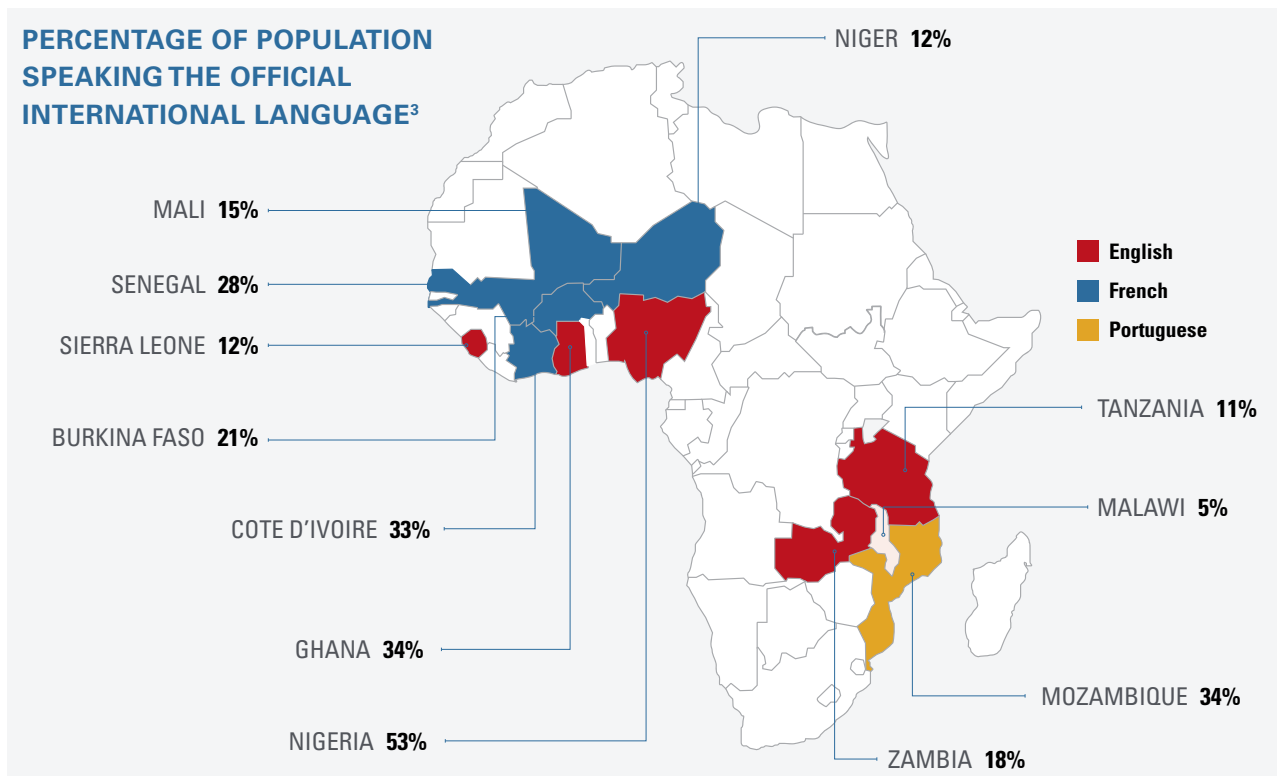 PERCENTAGE OF POPULATION
SPEAKING THE OFFICIAL
INTERNATIONAL LANGUAGE³
NIGER 12%
MALI 15%
SENEGAL 28%
SIERRA LEONE 12%
BURKINA FASO 21%
COTE D’IVOIRE 33%
GHANA 34%
NIGERIA 53%
English
French
Portuguese
TANZANIA 11%
MALAWI 5%
MOZAMBIQUE 34%
ZAMBIA 18%